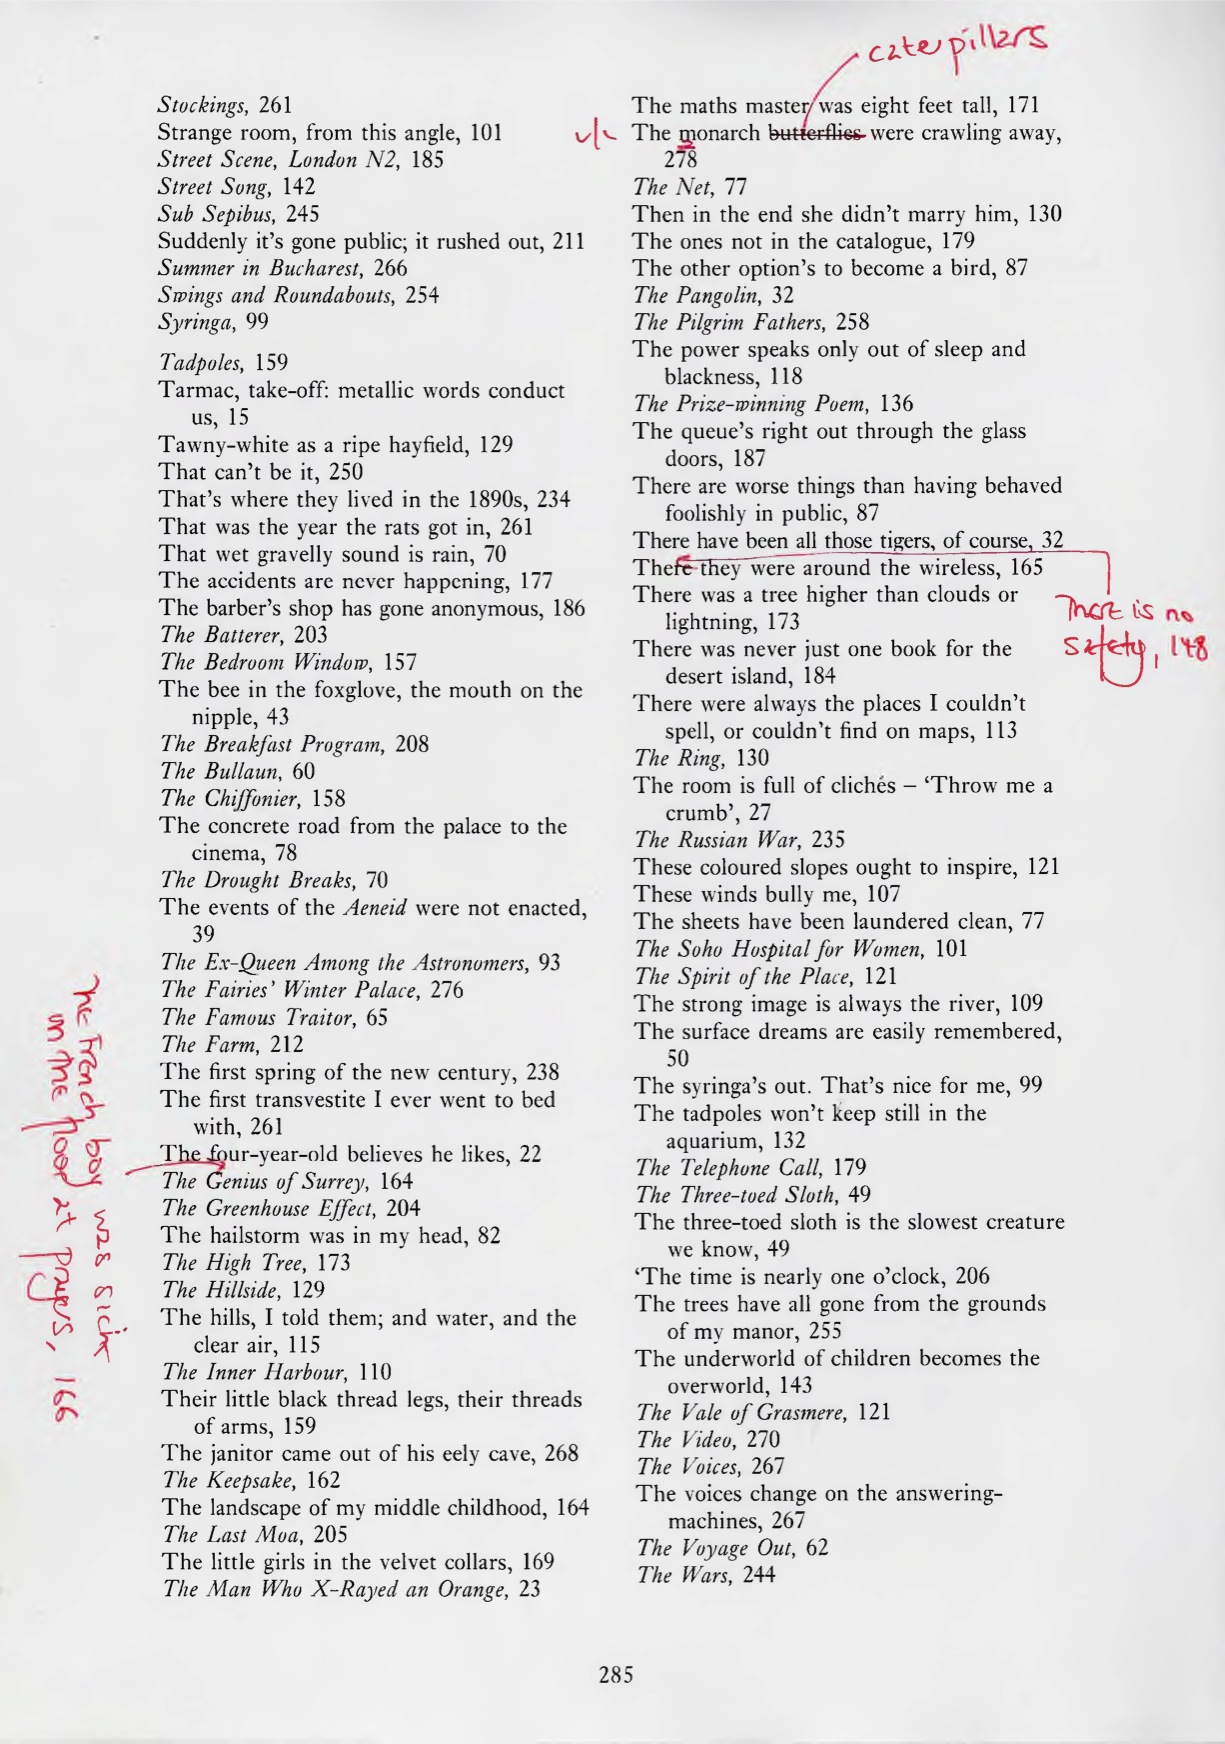 caterpillars
Stockings, 261
Strange room, from this angle, 101
Street Scene, London N2, 185
Street Song, 142
Sub Sepibus, 245
Suddenly it's gone public; it rushed out, 211
Summer in Bucharest, 266
Swings and Roundabouts, 254
Syringa, 99
Tadpoles, 159
Tarmac, take-off: metallic words conduct
us, 15
Tawny-white as a ripe hayfield, 129
That can't be it, 250
That's where they lived in the 1890s, 234
That was the year the rats got in, 261
That wet gravelly sound is rain, 70
The accidents are never happening, 177
The barber's shop has gone anonymous, 186
The Batterer, 203
The Bedroom Window, 157
The bee in the foxglove, the mouth on the
nipple, 43
The Breakfast Program, 208
The Bullaun, 60
The Chiffonier, 158
The concrete road from the palace to the
cinema, 78
The Drought Breaks, 70
The events of the Aeneid were not enacted,
39
The Ex-Queen Among the Astronomers, 93
The Fairies' Winter Palace, 276
The Famous Traitor, 65
The Farm, 212
The first spring of the new century, 238
The first transvestite I ever went to bed
with, 261
The four-year-old believes he likes, 22
The French boy was sick
on the floor at prayers, 166
The Genius of Surrey, 164
The Greenhouse Effect, 204
The hailstorm was in my head, 82
The High Tree, 173
The Hillside, 129
The hills, I told them; and water, and the
clear air, 115
The Inner Harbour, 110
Their little black thread legs, their threads
of arms, 159
The janitor came out of his eely cave, 268
The Keepsake, 162
The landscape of my middle childhood, 164
The Last Moa, 205
The little girls in the velvet collars, 169
The Man Who X-Rayed an Orange, 23
The maths master was eight feet tall, 171
u/c The monarch butterflies were crawling away,
278
The Net, 77
Then in the end she didn't marry him, 130
The ones not in the catalogue, 179
The other option's to become a bird, 87
The Pangolin, 32
The Pilgrim Fathers, 258
The power speaks only out of sleep and
blackness, 118
The Prize-winning Poem, 136
The queue's right out through the glass
doors, 187
There are worse things than having behaved
foolishly in public, 87
There have been all those tigers, of course, 32
There is no
safety, 148
There they were around the wireless, 165
There was a tree higher than clouds or
lightning, 173
There was never just one book for the
desert island, 184
There were always the places I couldn't
spell, or couldn't find on maps, 113
The Ring, 130
The room is full of clichés – 'Throw me a
crumb', 27
The Russian War, 235
These coloured slopes ought to inspire, 121
These winds bully me, 107
The sheets have been laundered clean, 77
The Soho Hospital for Women, 101
The Spirit of the Place, 121
The strong image is always the river, 109
The surface dreams are easily remembered,
50
The syringa's out. That's nice for me, 99
The tadpoles won't keep still in the
aquarium, 132
The Telephone Call, 179
The Three-toed Sloth, 49
The three-toed sloth is the slowest creature
we know, 49
'The time is nearly one o'clock, 206
The trees have all gone from the grounds
of my manor, 255
The underworld of children becomes the
overworld, 143
The Vale of Grasmere, 121
The Video, 270
The Voices, 267
The voices change on the answering-
machines, 267
The Voyage Out, 62
The Wars, 244
285